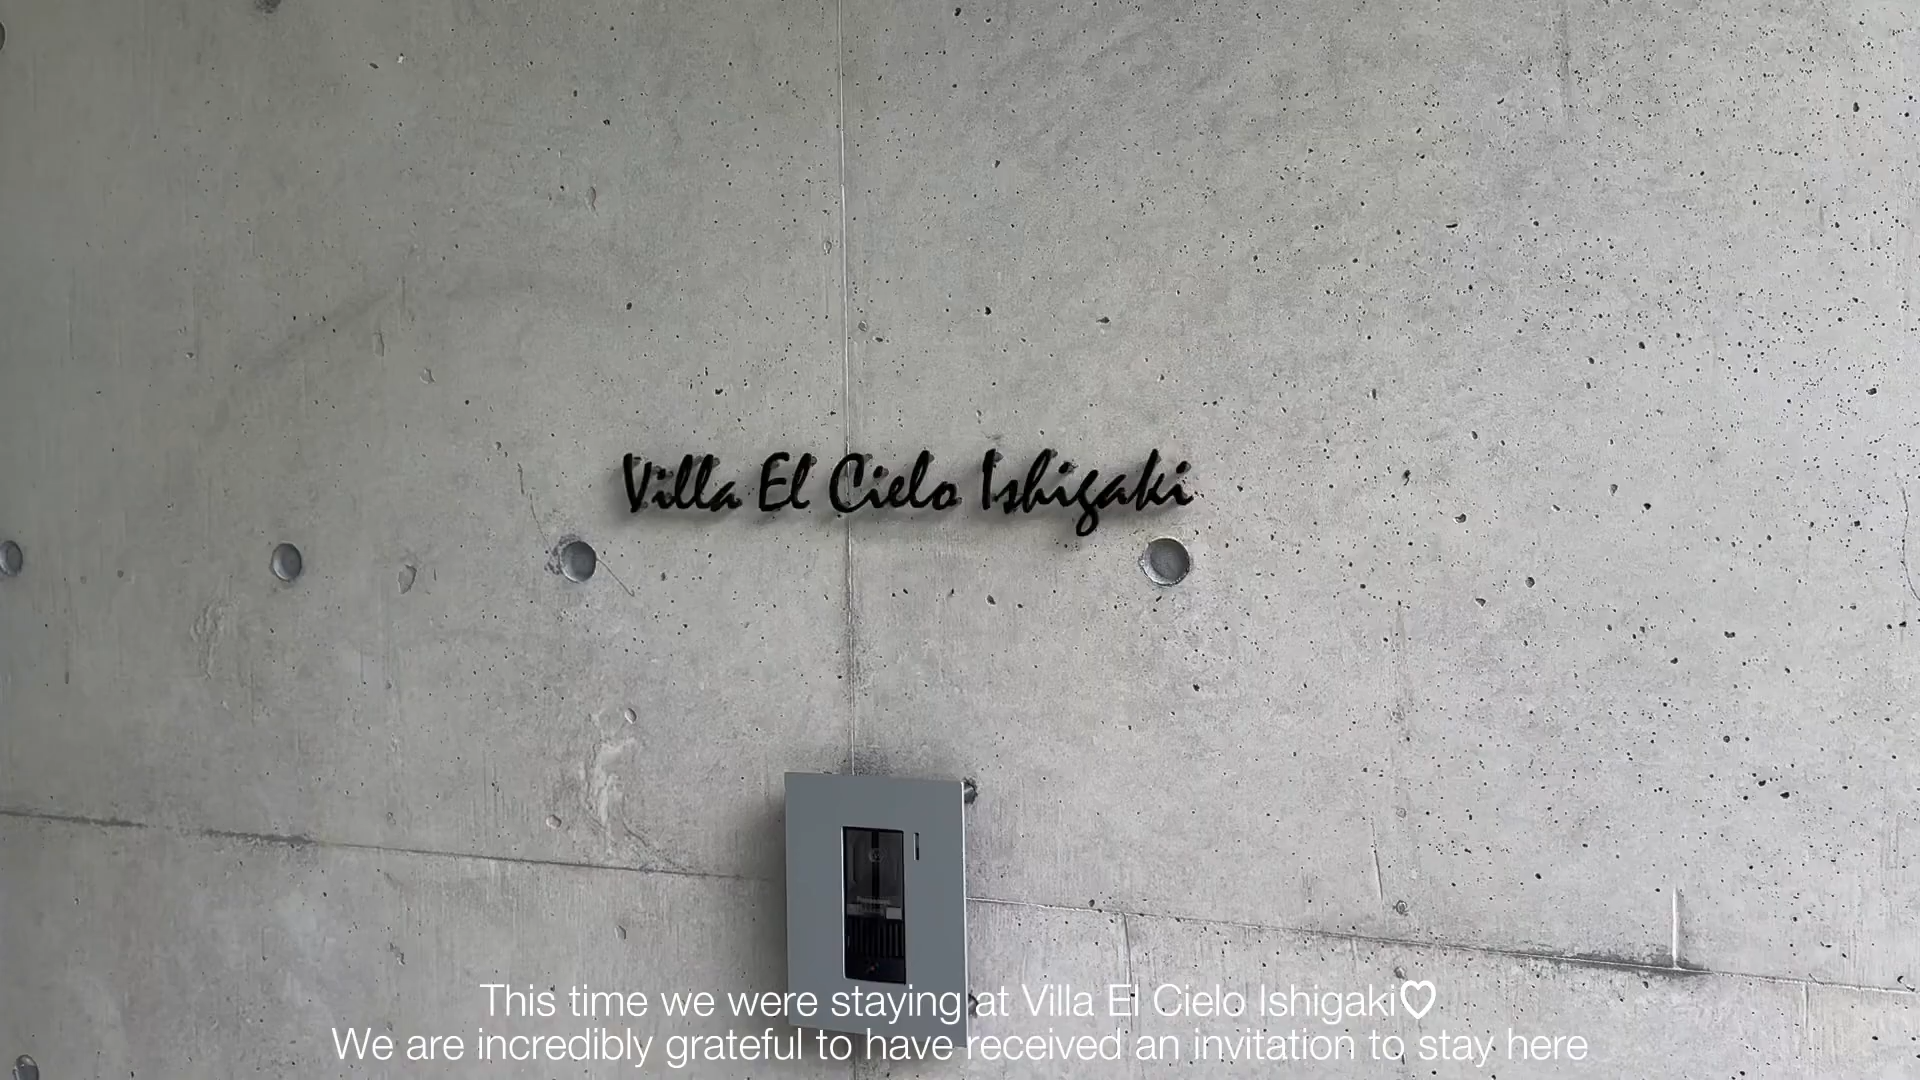 Villa El Cielo Ishigaki
Panasonic
This time we were staying at Villa El Cielo Ishigaki♡
We are incredibly grateful to have received an invitation to stay here